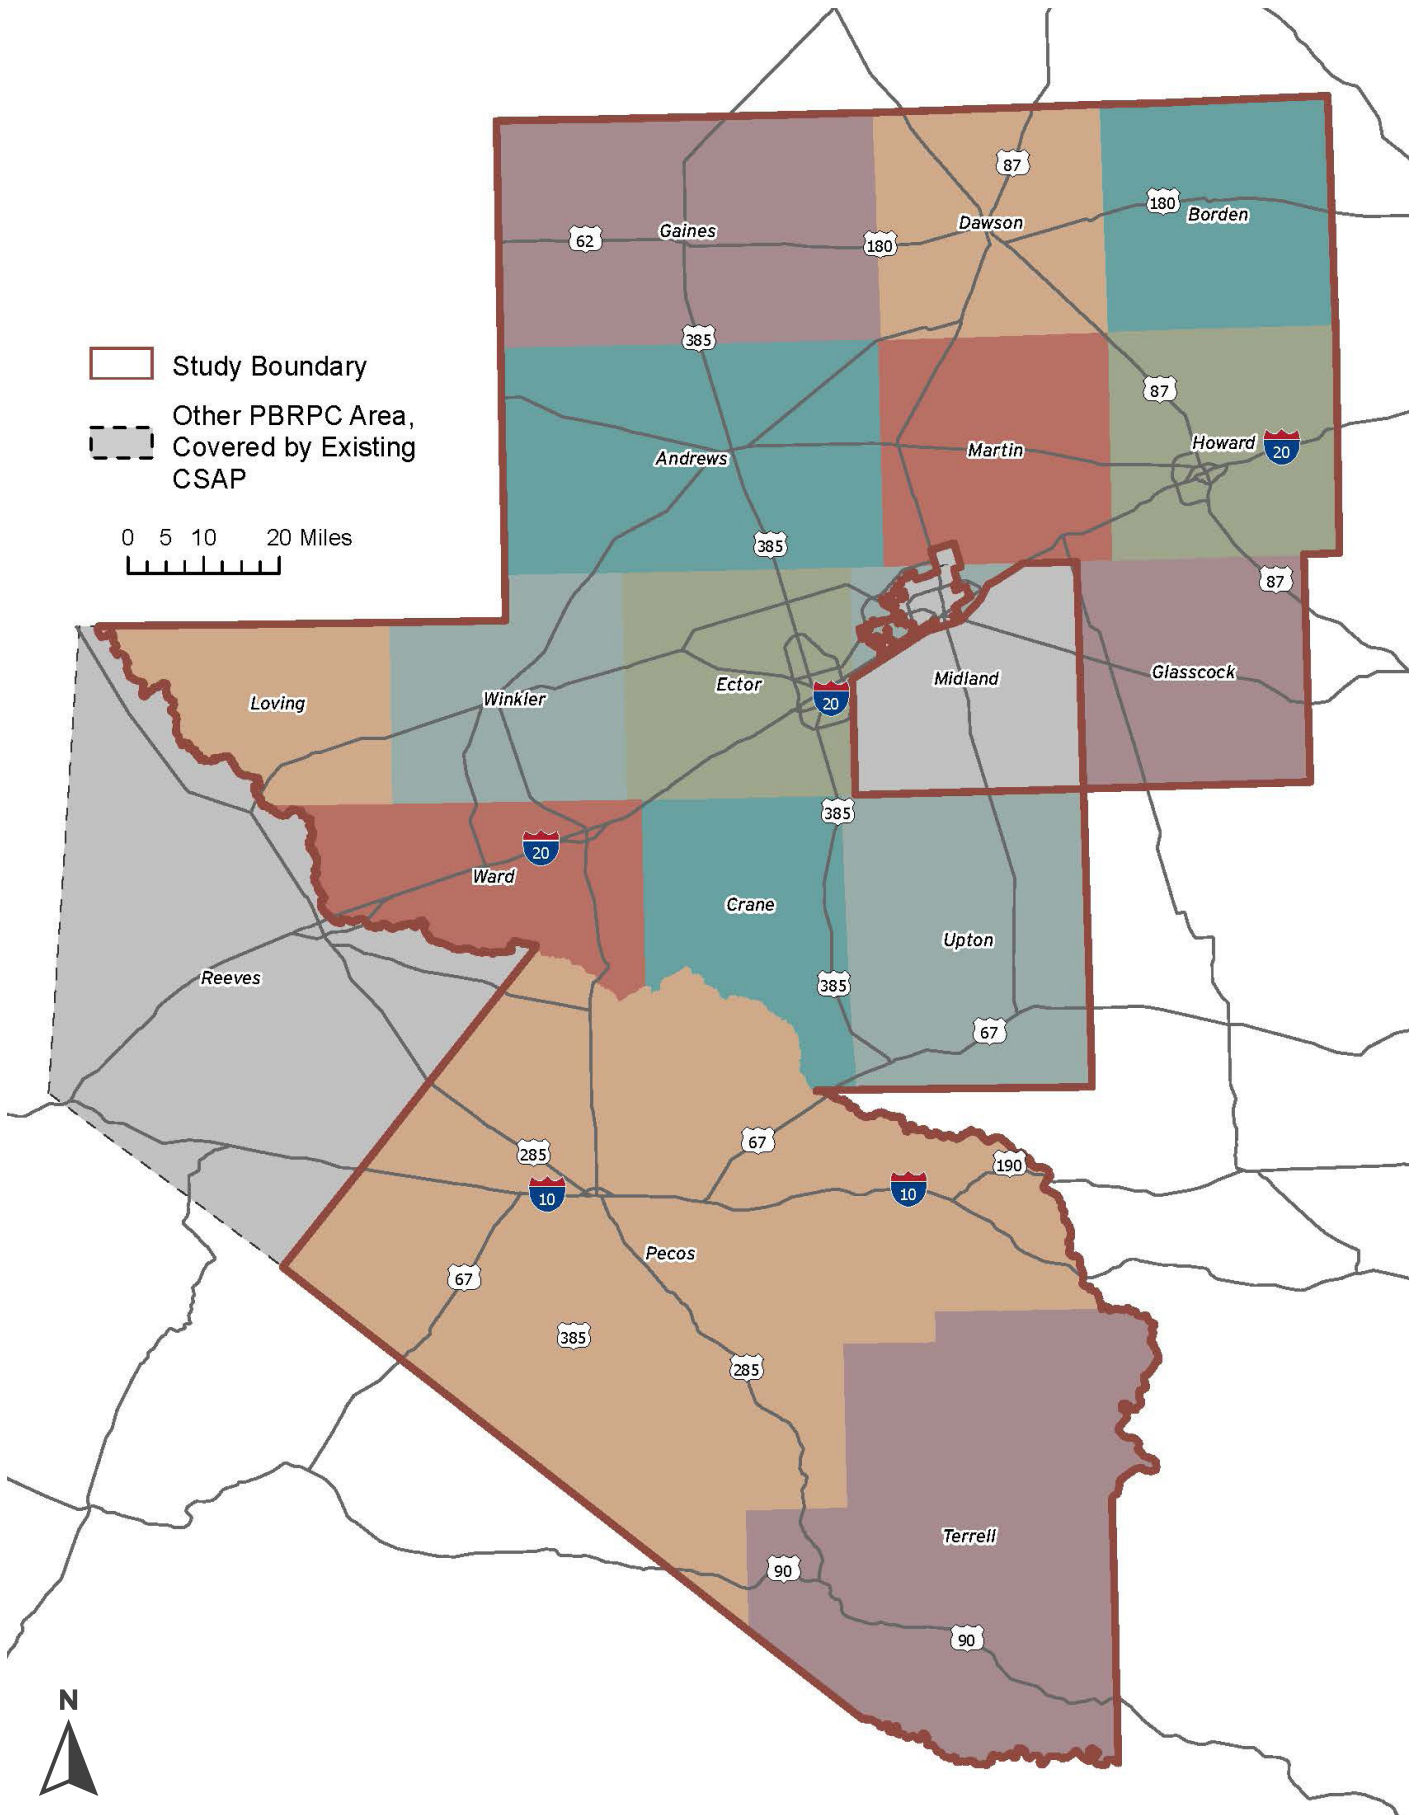 87
180
Borden
Dawson
Gaines
62
180
385
Study Boundary
Other PBRPC Area,
Covered by Existing
CSAP
0 5 10 20 Miles
87
Howard
20
Martin
Andrews
385
87
Glasscock
Midland
Ector
20
Winkler
Loving
385
20
Ward
Crane
Upton
Reeves
385
67
67
285
190
10
10
Pecos
67
385
285
Terrell
90
90
N